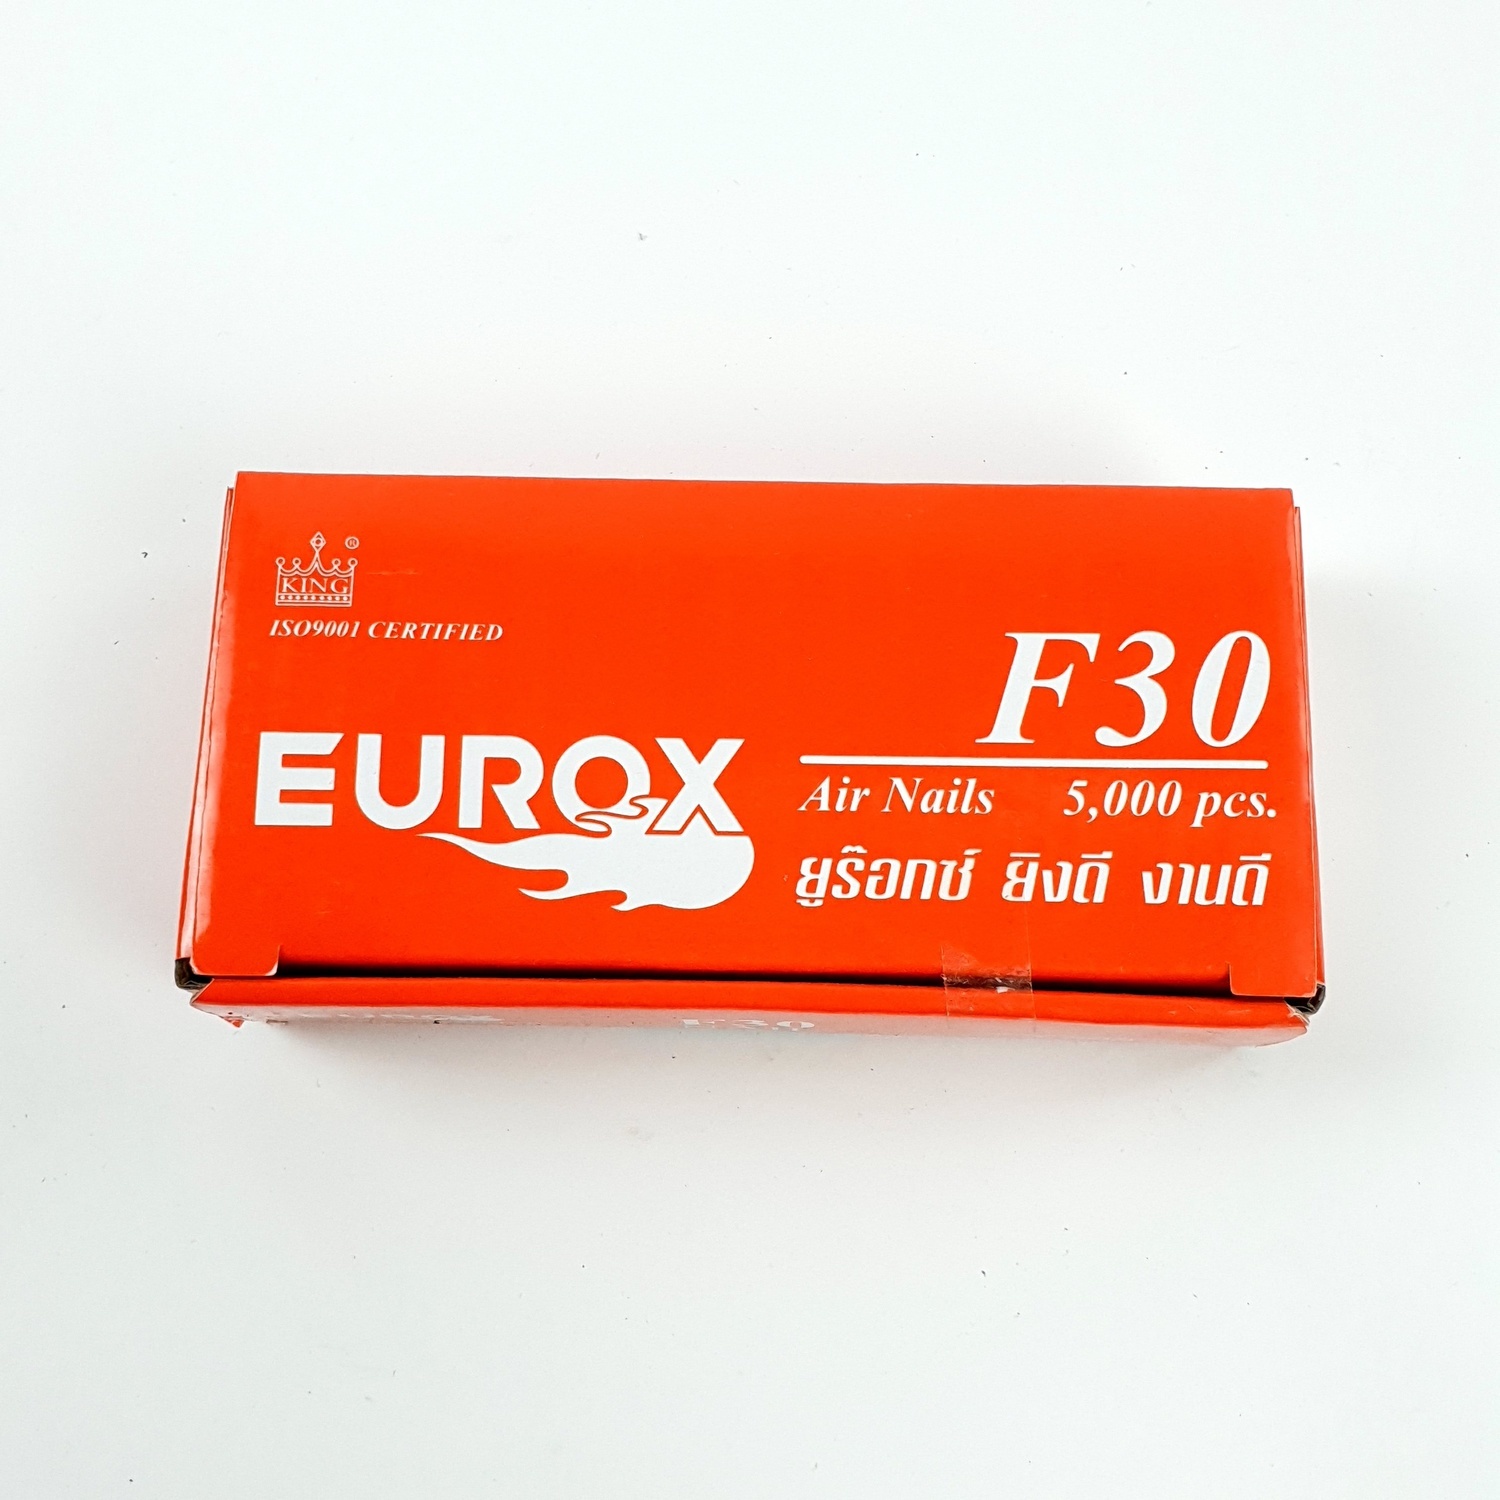 KING ®
ISO9001 CERTIFIED
F30
EUROX
Air Nails 5,000 pcs.
ยูร๊อกซ์ ยิงดี งานดี
F30